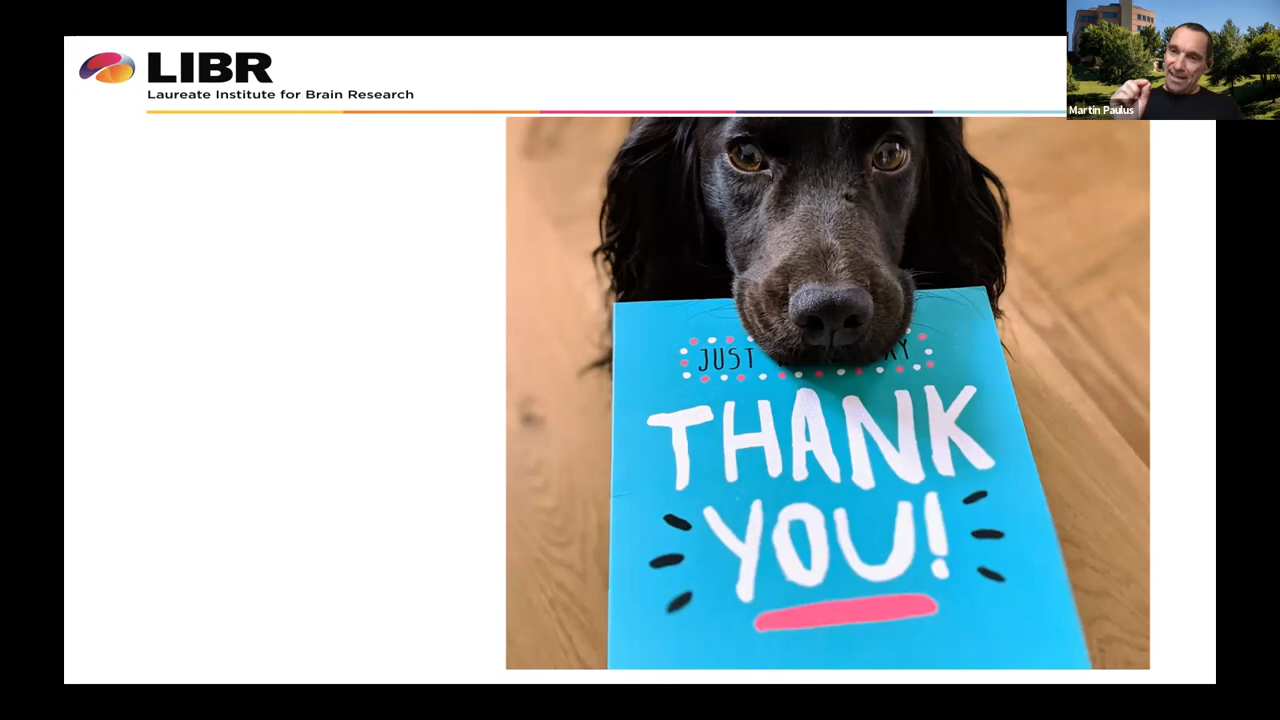 LIBR
Laureate Institute for Brain Research
Martin Paulus
JUST
THANK
YOU!